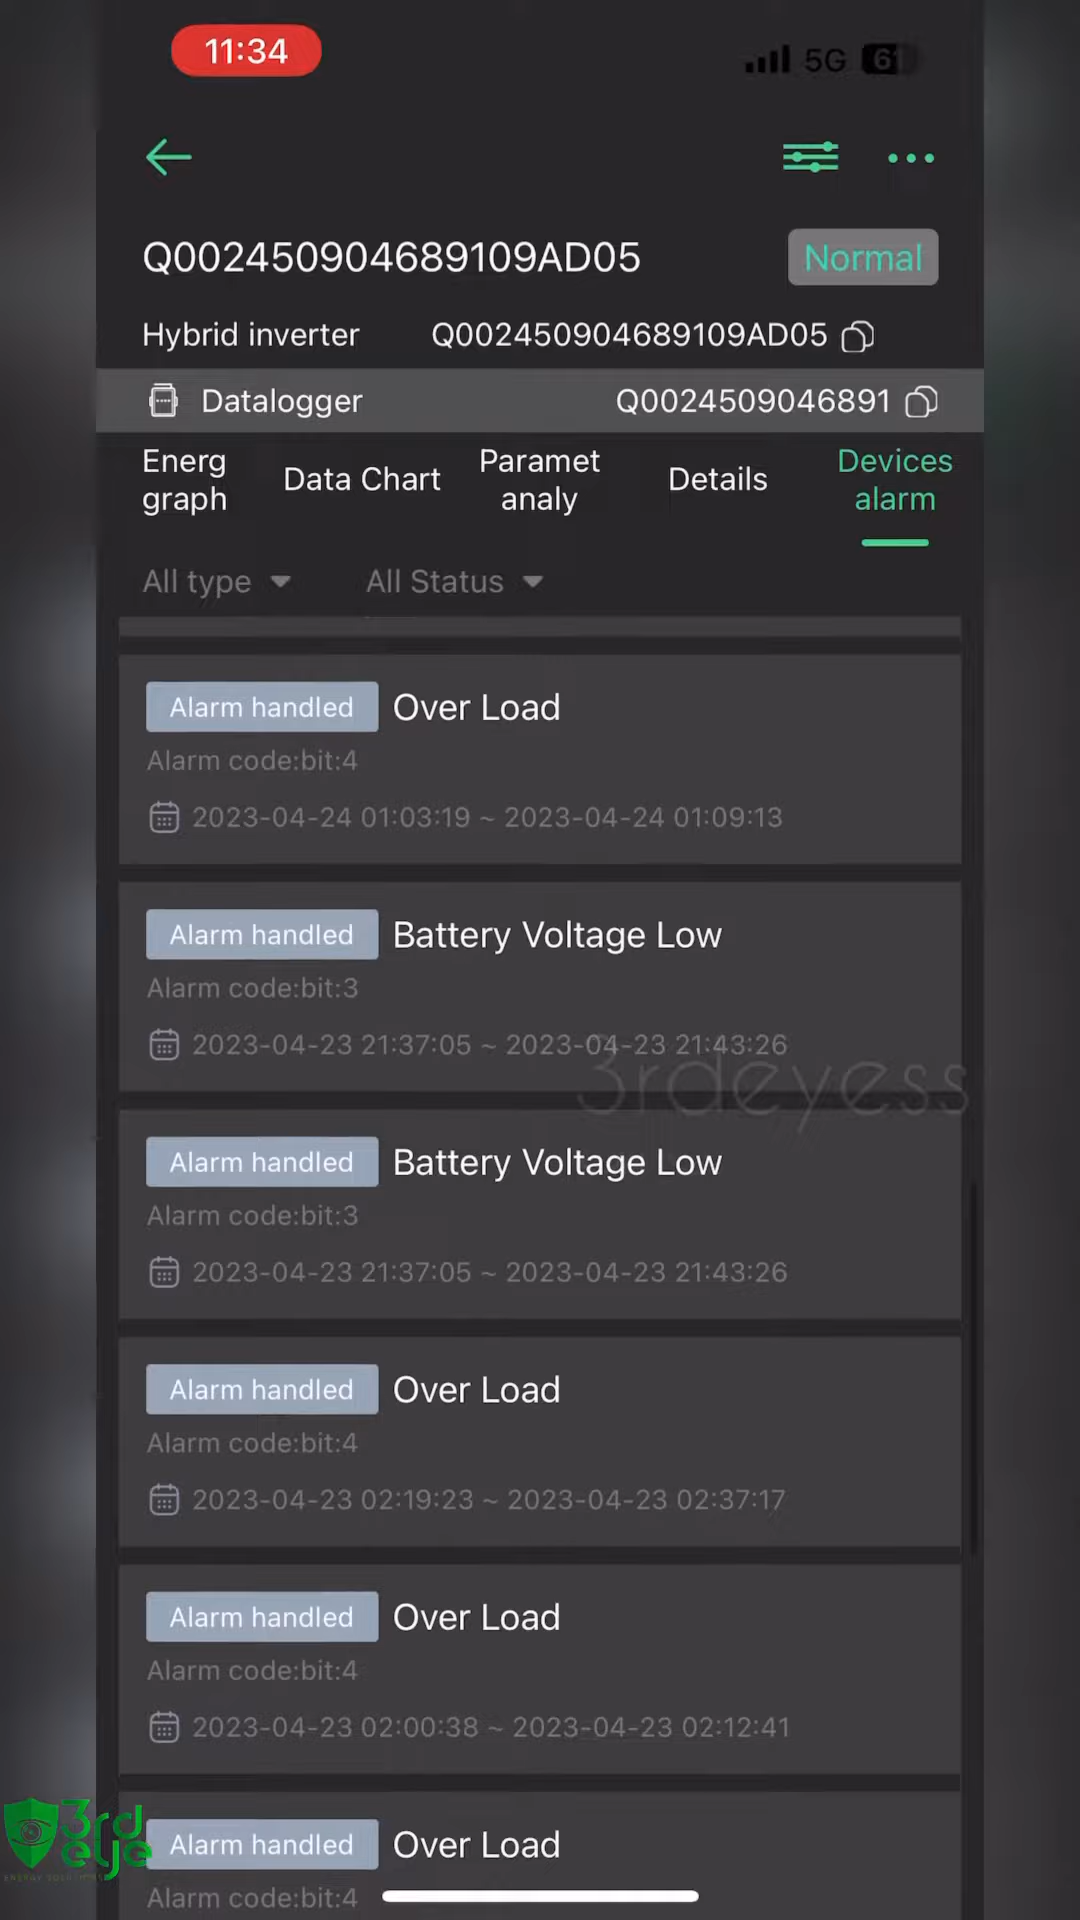 11:34
5G 61
Q002450904689109AD05
Normal
Hybrid inverter
Q002450904689109AD05
Datalogger
Q0024509046891
Energ
graph
Data Chart
Paramet
analy
Details
Devices
alarm
All type
All Status
Alarm handled Over Load
Alarm code:bit:4
2023-04-24 01:03:19 ~ 2023-04-24 01:09:13
Alarm handled Battery Voltage Low
Alarm code:bit:3
2023-04-23 21:37:05 ~ 2023-04-23 21:43:26
3rdeyess
Alarm handled Battery Voltage Low
Alarm code:bit:3
2023-04-23 21:37:05 ~ 2023-04-23 21:43:26
Alarm handled Over Load
Alarm code:bit:4
2023-04-23 02:19:23 ~ 2023-04-23 02:37:17
Alarm handled Over Load
Alarm code:bit:4
2023-04-23 02:00:38 ~ 2023-04-23 02:12:41
Alarm handled Over Load
Alarm code:bit:4
3rd
eye
ENERGY SOLUTIONS